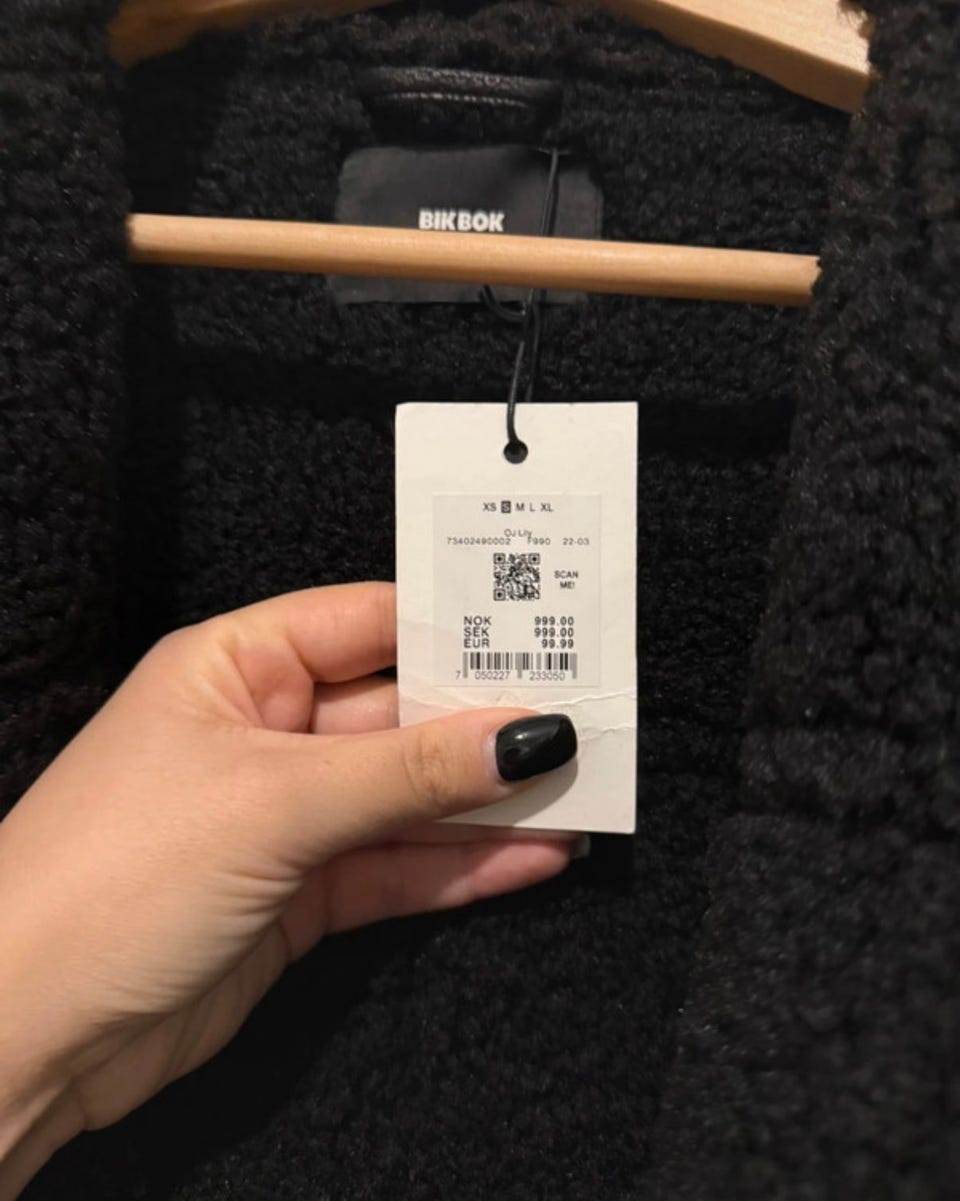 BIKBOK
XS S M L XL
OJ Lily
73402490002 F990 22-03
SCAN
ME!
NOK 999.00
SEK 999.00
EUR 99.99
7 050227 233050